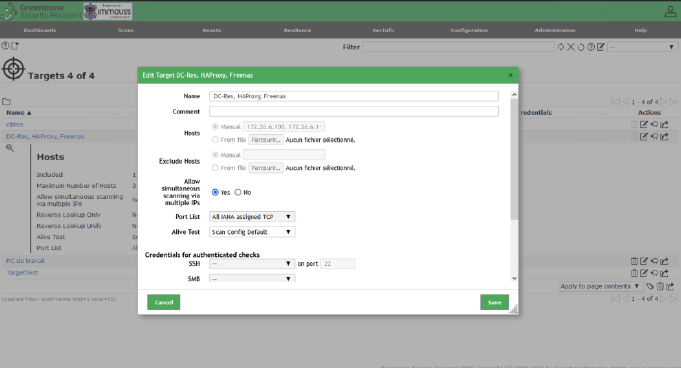 Greenbone
Security Assistant
immauss
Dashboards
Scans
Assets
Resilience
SecInfo
Configuration
Administration
Help
Filter
--
Targets 4 of 4
1 - 4 of 4
Name
Credentials
Actions
cibles
DC-Res, HAProxy, Freenas
Hosts
Included
Maximum Number of Hosts 3
Allow simultaneous scanning via multiple IPs
Reverse Lookup Only
Reverse Lookup Unify
Alive Test
Port List
PC de travail
TargetTest
Apply to page contents
(Applied filter: sort=name first=1 rows=10)
1 - 4 of 4
Edit Target DC-Res, HAProxy, Freenas
×
Name DC-Res, HAProxy, Freenas
Comment
Hosts
Manual 172.26.6.100, 172.26.6.11
From file Parcourir... Aucun fichier sélectionné.
Exclude Hosts
Manual
From file Parcourir... Aucun fichier sélectionné.
Allow
simultaneous
scanning via
multiple IPs
Yes No
Port List All IANA assigned TCP
Alive Test Scan Config Default
Credentials for authenticated checks
SSH -- on port 22
SMB --
Cancel
Save